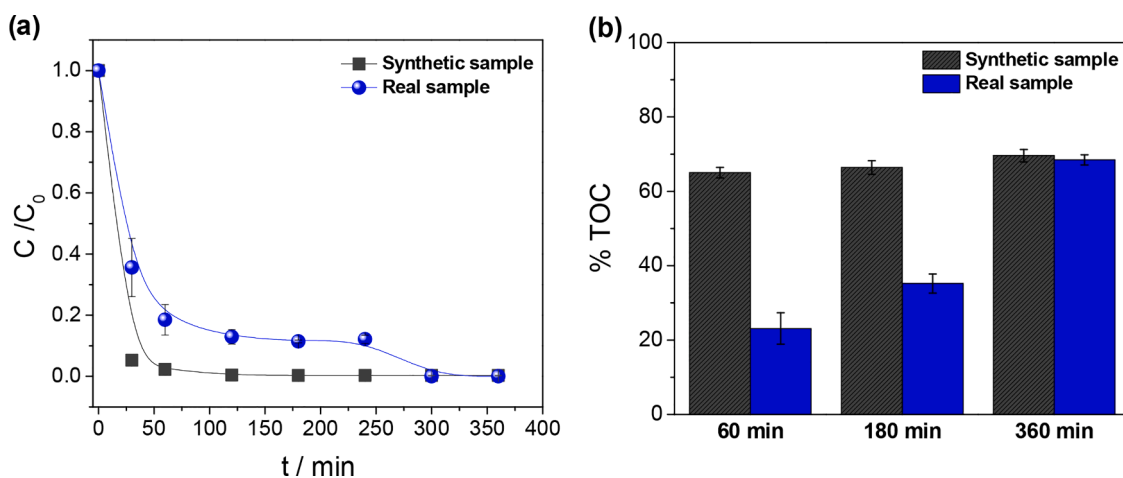 (a)
Synthetic sample
Real sample
1.0
0.8
0.6
0.4
0.2
0.0
C /C0
0 50 100 150 200 250 300 350 400
t / min
(b)
Synthetic sample
Real sample
100
80
60
40
20
0
% TOC
60 min 180 min 360 min